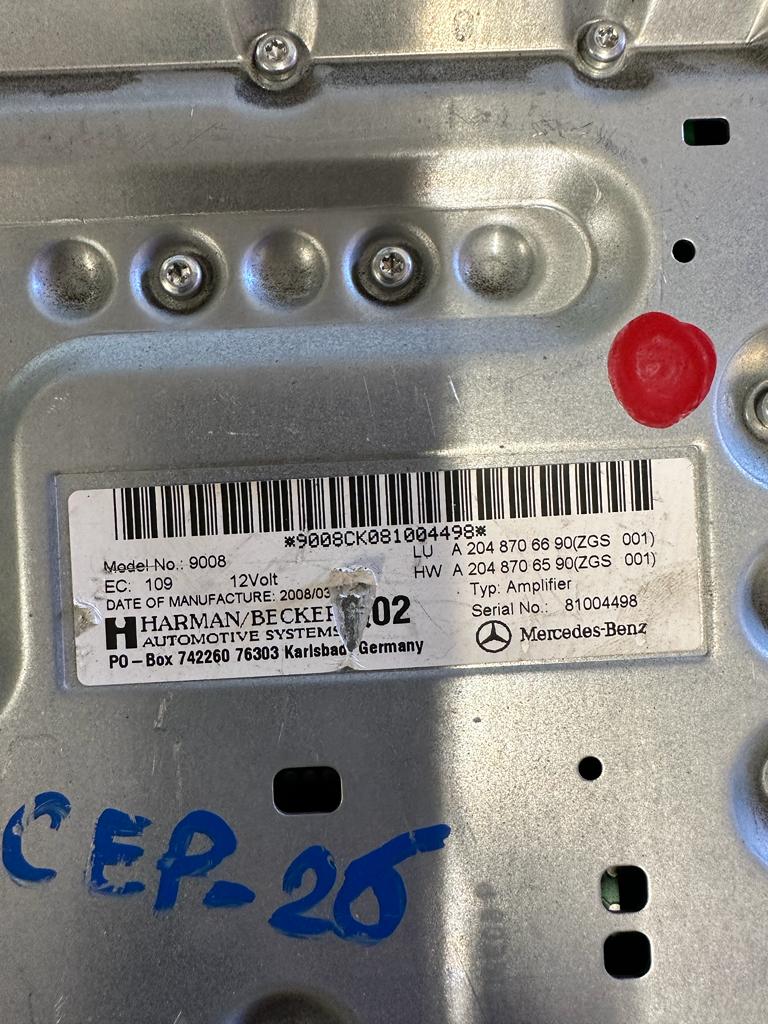 *9008CK081004498*
Model No.: 9008
LU A 204 870 66 90(ZGS 001)
EC: 109 12Volt
HW A 204 870 65 90(ZGS 001)
DATE OF MANUFACTURE: 2008/03
Typ: Amplifier
HARMAN/BECKER 02
Serial No.: 81004498
AUTOMOTIVE SYSTEMS
Mercedes-Benz
PO-Box 742260 76303 Karlsbad Germany
CEP-26